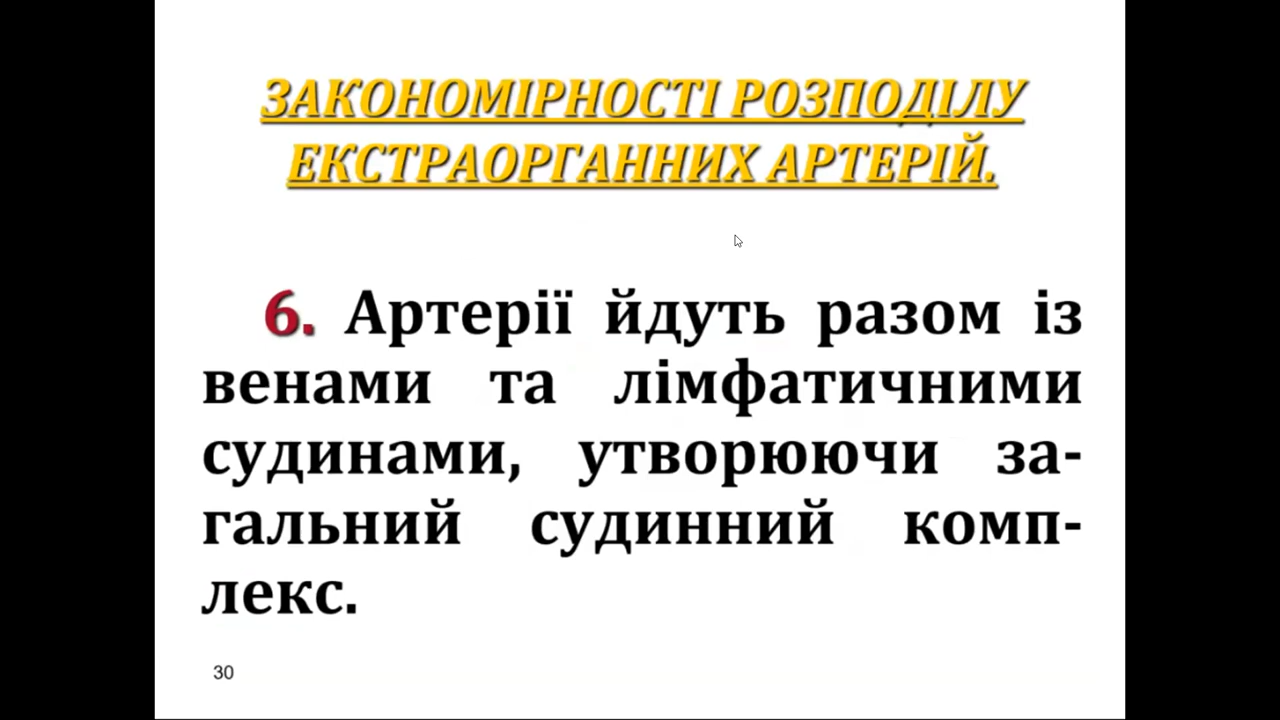 ЗАКОНОМІРНОСТІ РОЗПОДІЛУ
ЕКСТРАОРГАННИХ АРТЕРІЙ.
6. Артерії йдуть разом із
венами та лімфатичними
судинами, утворюючи за-
гальний судинний комп-
лекс.
30